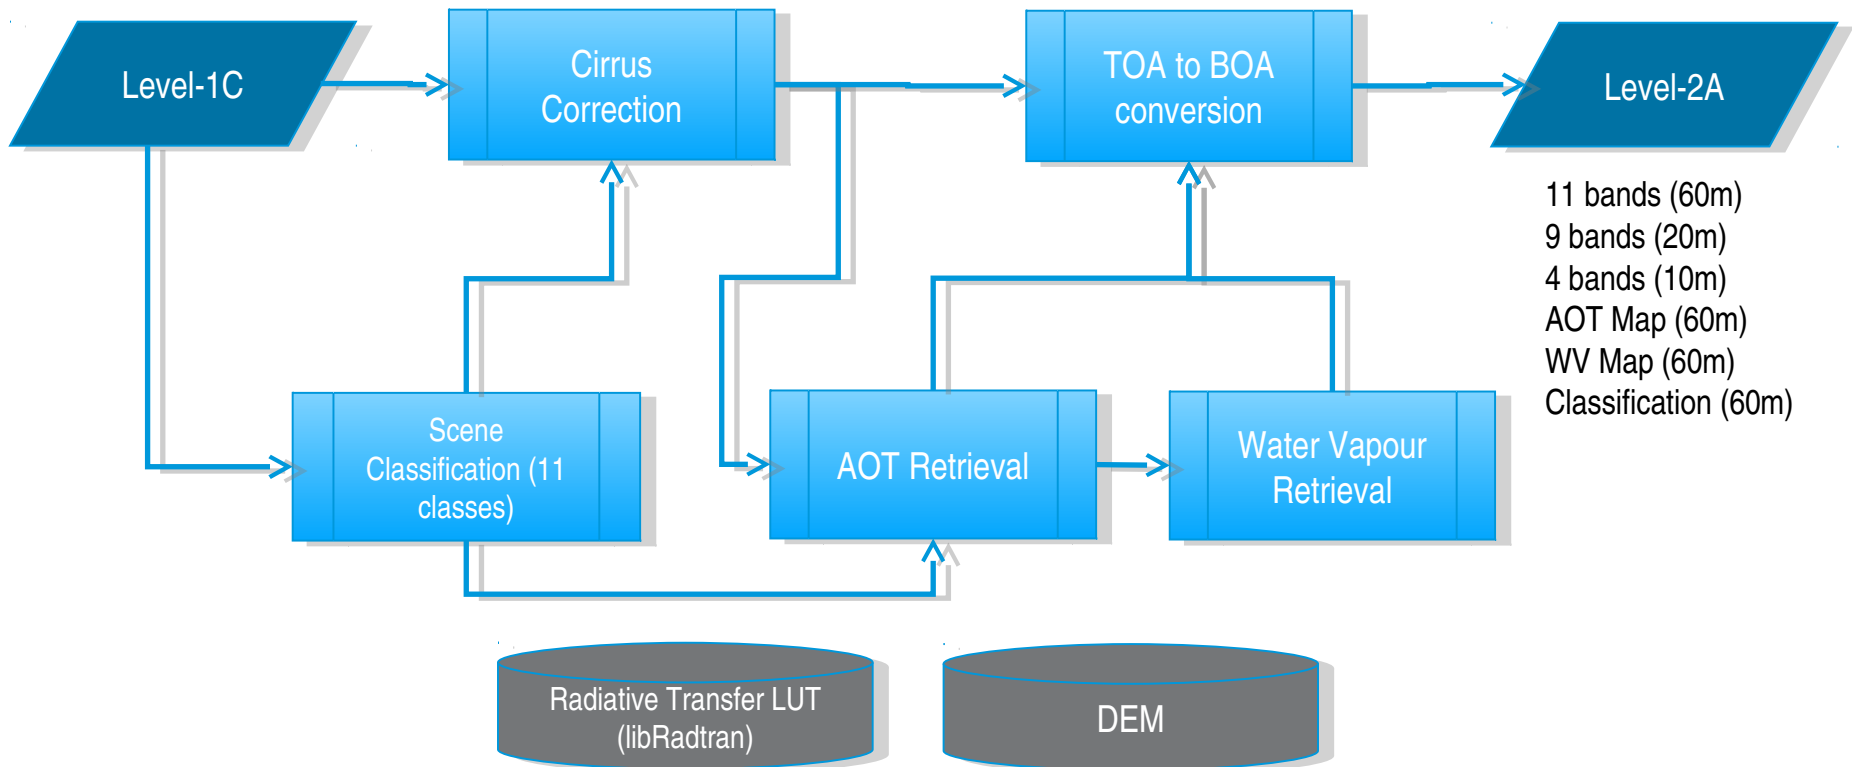 Level-1C
Cirrus
Correction
TOA to BOA
conversion
Level-2A
11 bands (60m)
9 bands (20m)
4 bands (10m)
AOT Map (60m)
WV Map (60m)
Classification (60m)
Scene
Classification (11
classes)
AOT Retrieval
Water Vapour
Retrieval
Radiative Transfer LUT
(libRadtran)
DEM